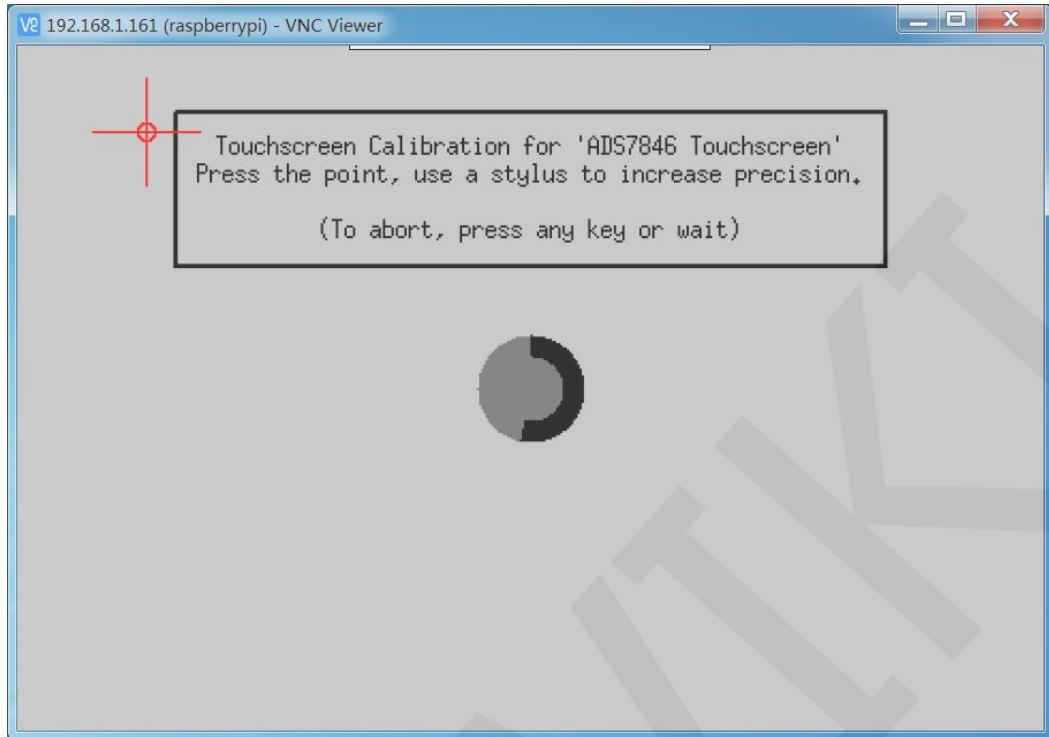 V2 192.168.1.161 (raspberrypi) - VNC Viewer
Touchscreen Calibration for 'ADS7846 Touchscreen'
Press the point, use a stylus to increase precision.
(To abort, press any key or wait)